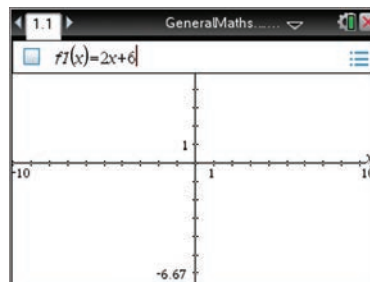 1.1 GeneralMaths......
f1(x)=2x+6
1 x
-10 1 10
-6.67